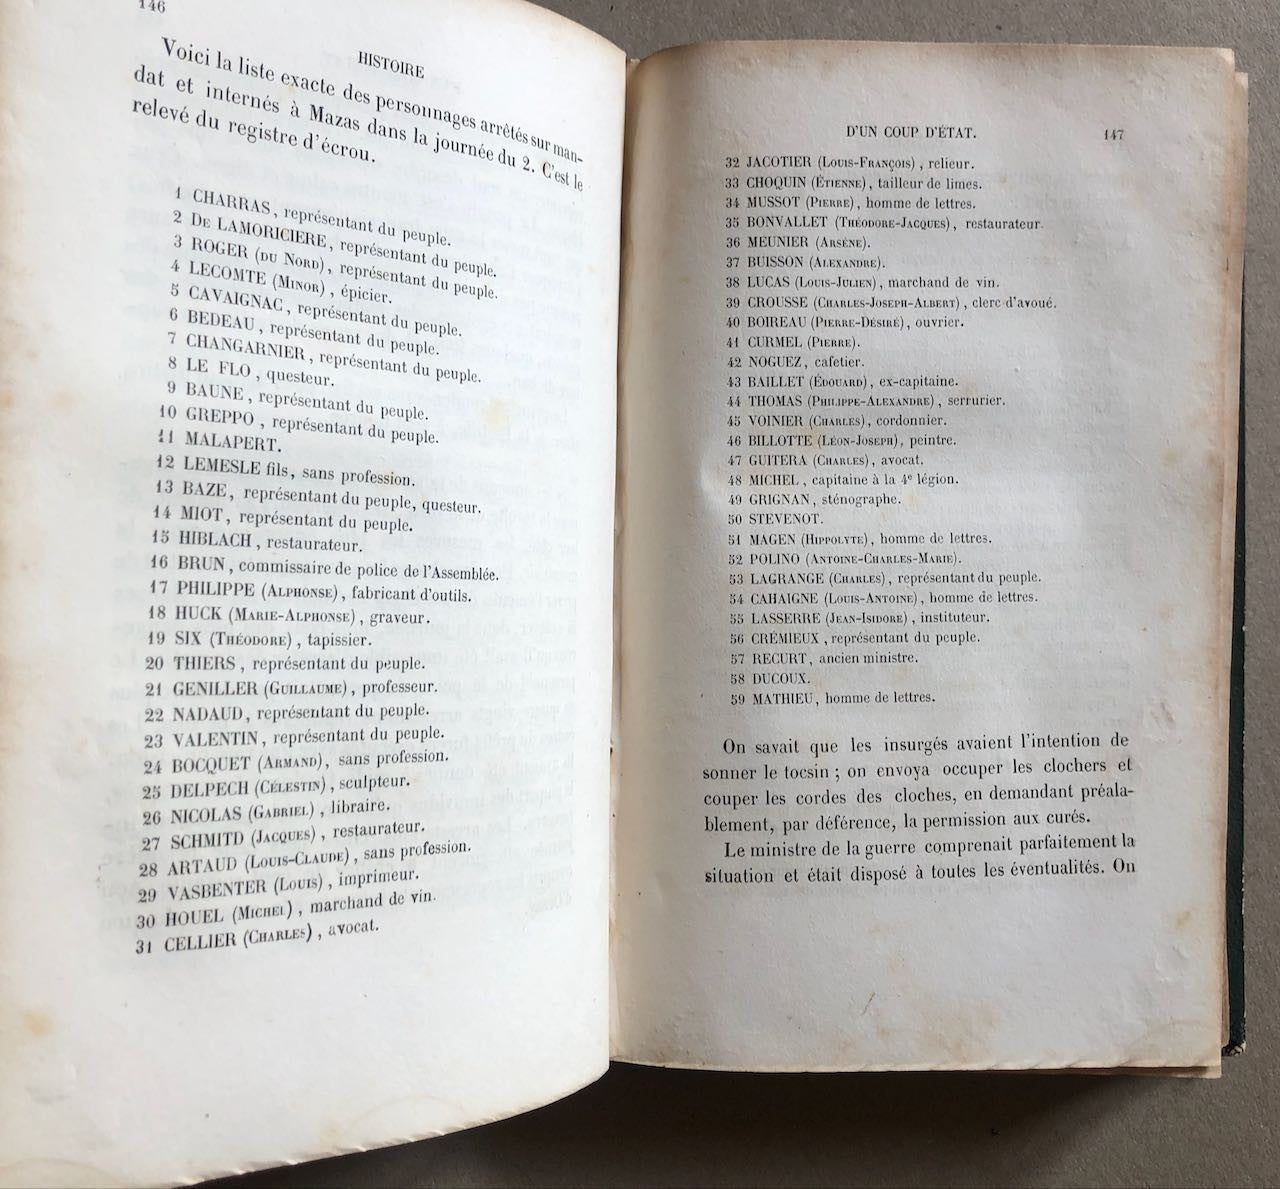 146
HISTOIRE
Voici la liste exacte des personnages arrêtés sur man-
dat et internés à Mazas dans la journée du 2. C'est le
relevé du registre d'écrou.
1 CHARRAS, représentant du peuple.
2 DE LAMORICIERE, représentant du peuple.
3 ROGER (DU NORD), représentant du peuple.
4 LECOMTE (MINOR), épicier.
5 CAVAIGNAC, représentant du peuple.
6 BEDEAU, représentant du peuple.
7 CHANGARNIER, représentant du peuple.
8 LE FLO, questeur.
9 BAUNE, représentant du peuple.
10 GREPPO, représentant du peuple.
11 MALAPERT.
12 LEMESLE fils, sans profession.
13 BAZE, représentant du peuple, questeur.
14 MIOT, représentant du peuple.
15 HIBLACH, restaurateur.
16 BRUN, commissaire de police de l'Assemblée.
17 PHILIPPE (ALPHONSE), fabricant d'outils.
18 HUCK (MARIE-ALPHONSE), graveur.
19 SIX (THÉODORE), tapissier.
20 THIERS, représentant du peuple.
21 GENILLER (GUILLAUME), professeur.
22 NADAUD, représentant du peuple.
23 VALENTIN, représentant du peuple.
24 BOCQUET (ARMAND), sans profession.
25 DELPECH (CÉLESTIN), sculpteur.
26 NICOLAS (GABRIEL), libraire.
27 SCHMITD (JACQUES), restaurateur.
28 ARTAUD (LOUIS-CLAUDE), sans profession.
29 VASBENTER (LOUIS), imprimeur.
30 HOUEL (MICHEL), marchand de vin.
31 CELLIER (CHARLES), avocat.
D'UN COUP D'ÉTAT. 147
32 JACOTIER (LOUIS-FRANÇOIS), relieur.
33 CHOQUIN (ÉTIENNE), tailleur de limes.
34 MUSSOT (PIERRE), homme de lettres.
35 BONVALLET (THÉODORE-JACQUES), restaurateur.
36 MEUNIER (ARSÈNE).
37 BUISSON (ALEXANDRE).
38 LUCAS (LOUIS-JULIEN), marchand de vin.
39 CROUSSE (CHARLES-JOSEPH-ALBERT), clerc d'avoué.
40 BOIREAU (PIERRE-DÉSIRÉ), ouvrier.
41 CURMEL (PIERRE).
42 NOGUEZ, cafetier.
43 BAILLET (ÉDOUARD), ex-capitaine.
44 THOMAS (PHILIPPE-ALEXANDRE), serrurier.
45 VOINIER (CHARLES), cordonnier.
46 BILLOTTE (LÉON-JOSEPH), peintre.
47 GUITERA (CHARLES), avocat.
48 MICHEL, capitaine à la 4e légion.
49 GRIGNAN, sténographe.
50 STEVENOT.
51 MAGEN (HIPPOLYTE), homme de lettres.
52 POLINO (ANTOINE-CHARLES-MARIE).
53 LAGRANGE (CHARLES), représentant du peuple.
54 CAHAIGNE (LOUIS-ANTOINE), homme de lettres.
55 LASSERRE (JEAN-ISIDORE), instituteur.
56 CRÉMIEUX, représentant du peuple.
57 RECURT, ancien ministre.
58 DUCOUX.
59 MATHIEU, homme de lettres.
On savait que les insurgés avaient l'intention de
sonner le tocsin ; on envoya occuper les clochers et
couper les cordes des cloches, en demandant préala-
blement, par déférence, la permission aux curés.
Le ministre de la guerre comprenait parfaitement la
situation et était disposé à toutes les éventualités. On